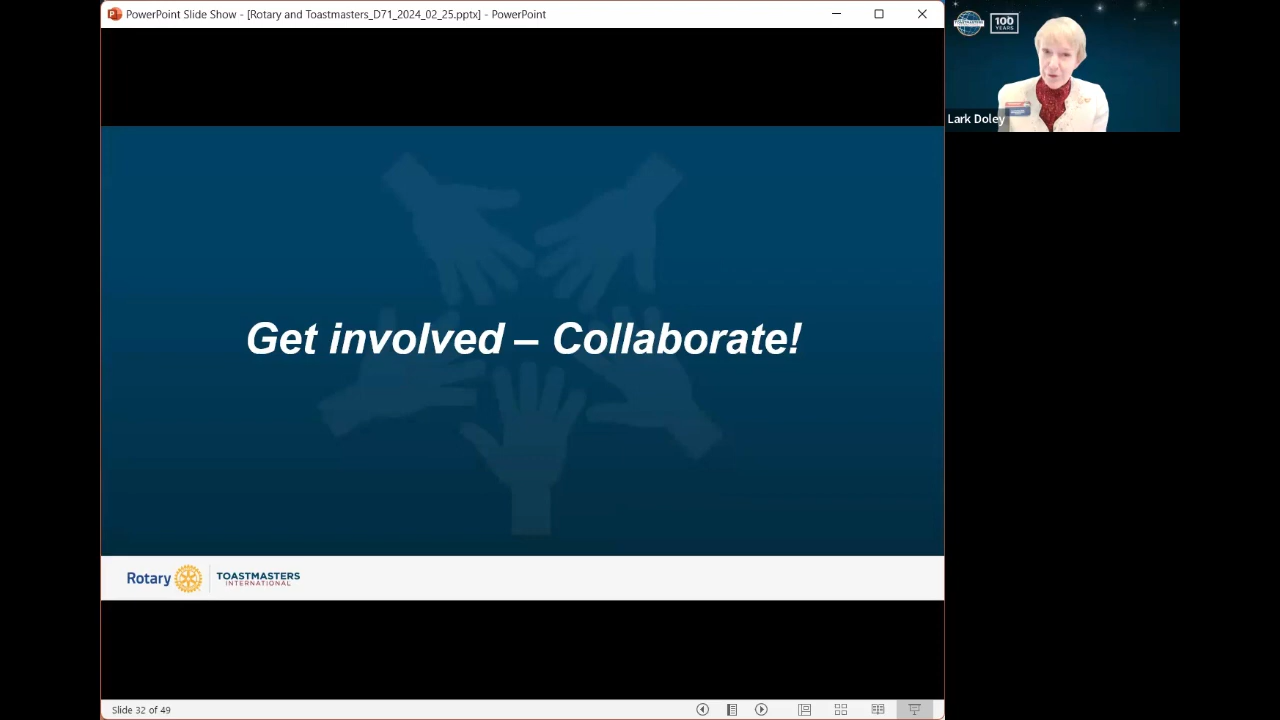 PowerPoint Slide Show - [Rotary and Toastmasters_D71_2024_02_25.pptx] - PowerPoint
TOASTMASTERS
100
YEARS
Lark Doley
Get involved – Collaborate!
Rotary
TOASTMASTERS
INTERNATIONAL
Slide 32 of 49